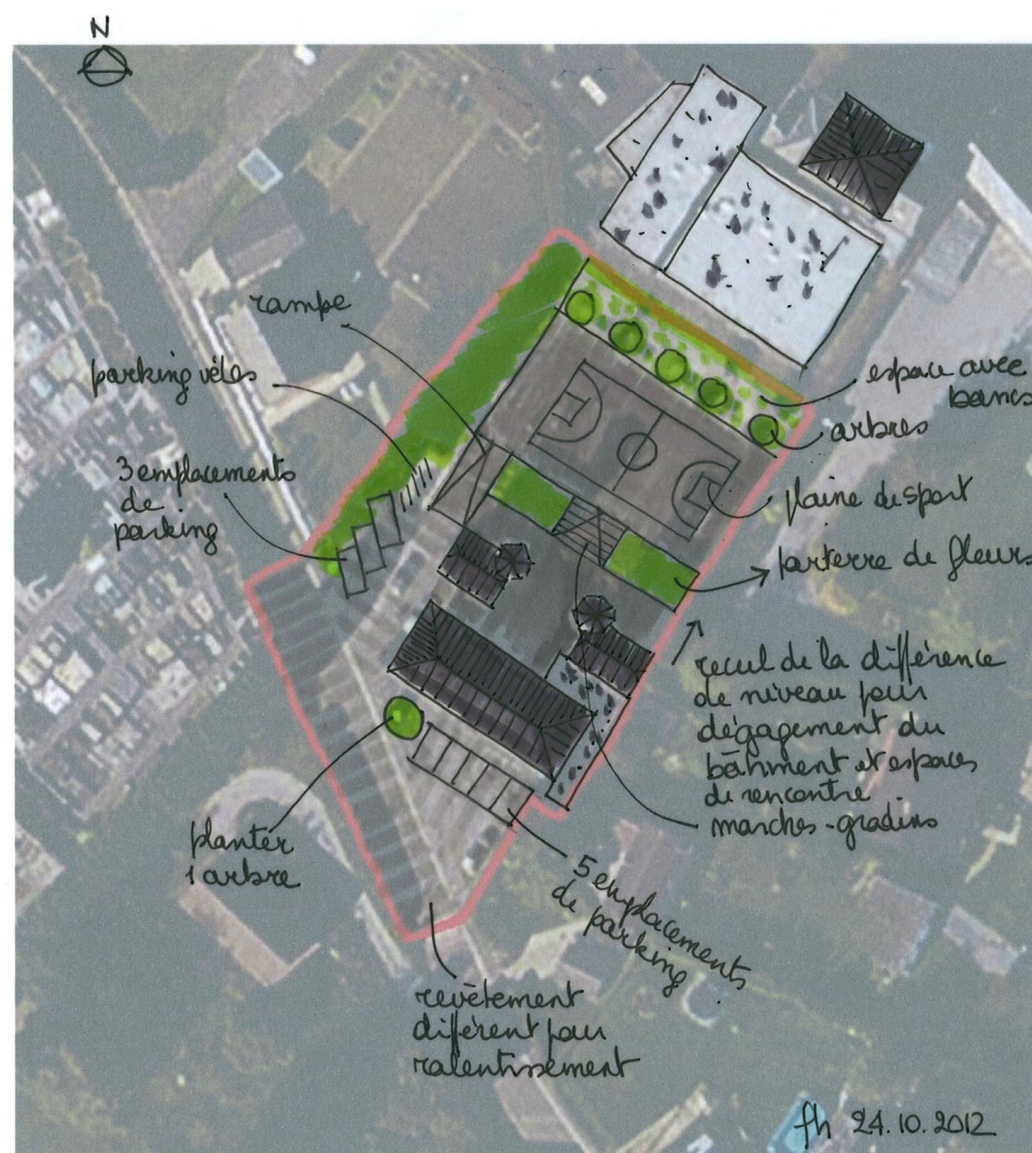 N
rampe
parking vélos
3 emplacements
de
parking
espace avec
bancs
arbres
plaine de sport
parterre de fleurs
recul de la différence
de niveau pour
dégagement du
bâtiment et espaces
de rencontre
marches-gradins
planter
1 arbre
5 emplacements
de parking
revêtement
différent pour
ralentissement
fh 24.10.2012